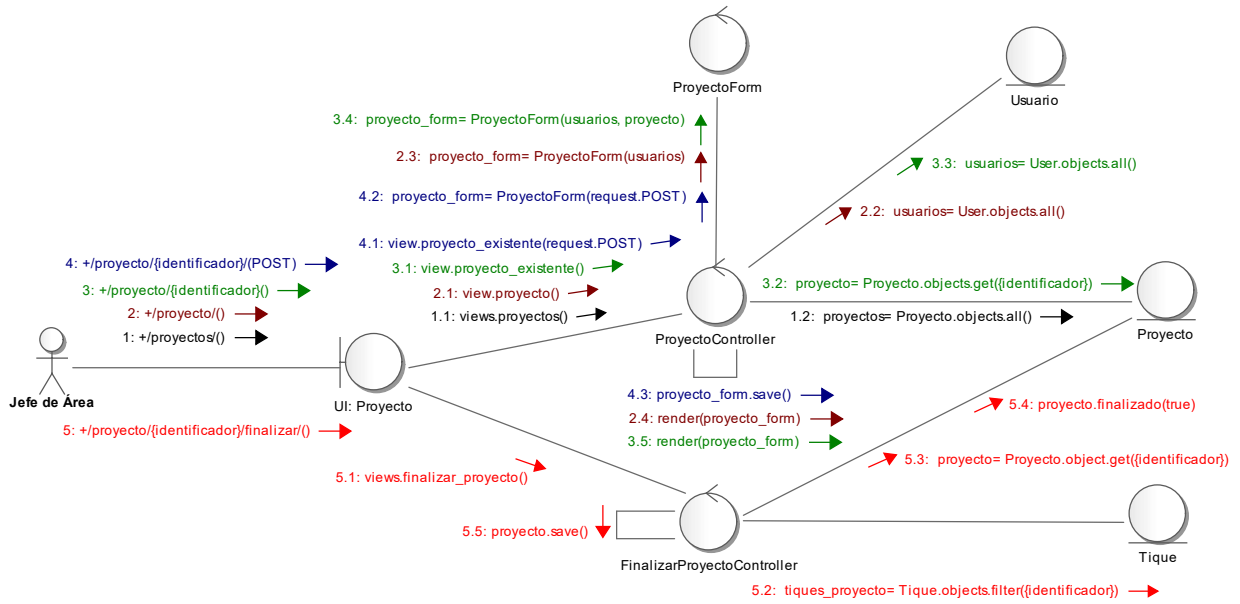 ProyectoForm
Usuario
3.4: proyecto_form= ProyectoForm(usuarios, proyecto)
2.3: proyecto_form= ProyectoForm(usuarios)
3.3: usuarios= User.objects.all()
4.2: proyecto_form= ProyectoForm(request.POST)
2.2: usuarios= User.objects.all()
4.1: view.proyecto_existente(request.POST)
4: +/proyecto/{identificador}/(POST)
3.1: view.proyecto_existente()
3: +/proyecto/{identificador}()
2.1: view.proyecto()
3.2: proyecto= Proyecto.objects.get({identificador})
2: +/proyecto/()
1.1: views.proyectos()
1.2: proyectos= Proyecto.objects.all()
1: +/proyectos/()
ProyectoController
Proyecto
Jefe de Área
UI: Proyecto
4.3: proyecto_form.save()
5.4: proyecto.finalizado(true)
2.4: render(proyecto_form)
5: +/proyecto/{identificador}/finalizar/()
3.5: render(proyecto_form)
5.3: proyecto= Proyecto.object.get({identificador})
5.1: views.finalizar_proyecto()
5.5: proyecto.save()
FinalizarProyectoController
Tique
5.2: tiques_proyecto= Tique.objects.filter({identificador})